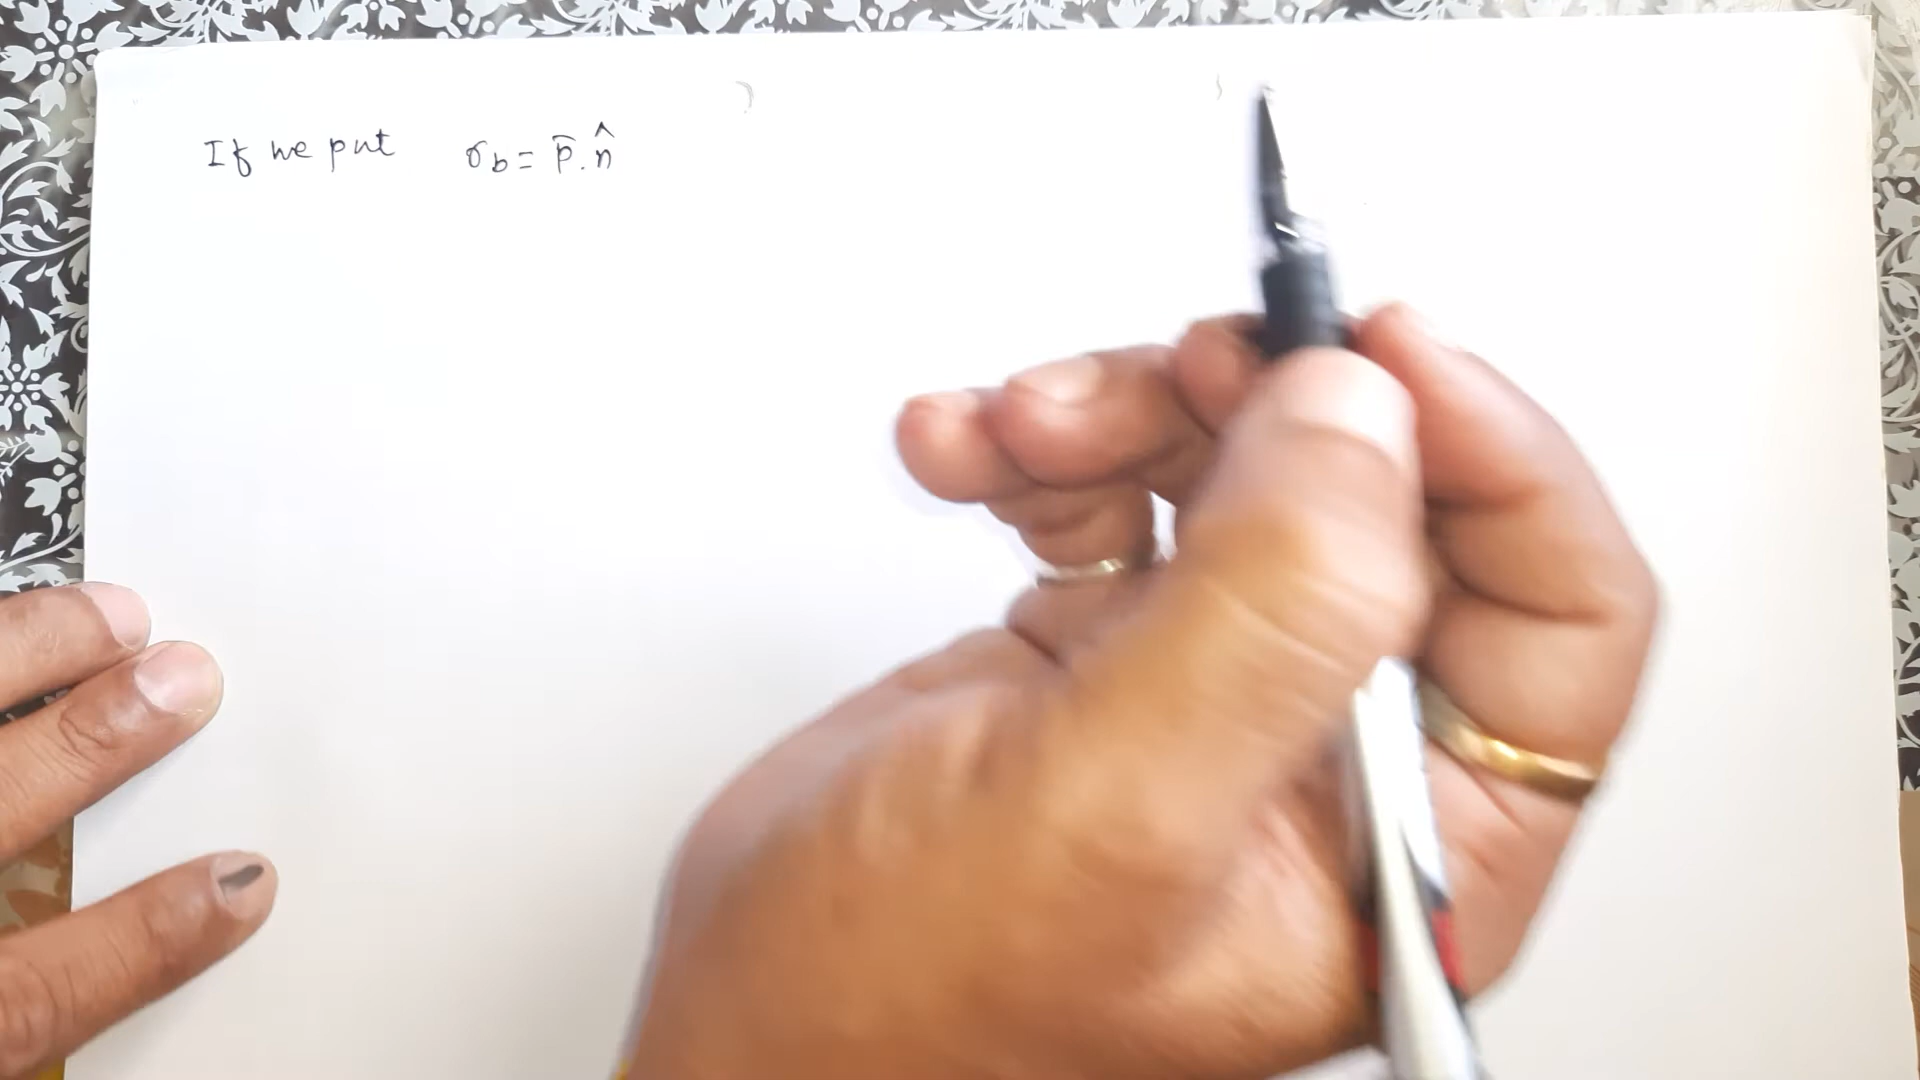 If we put σb = p̄ . n̂